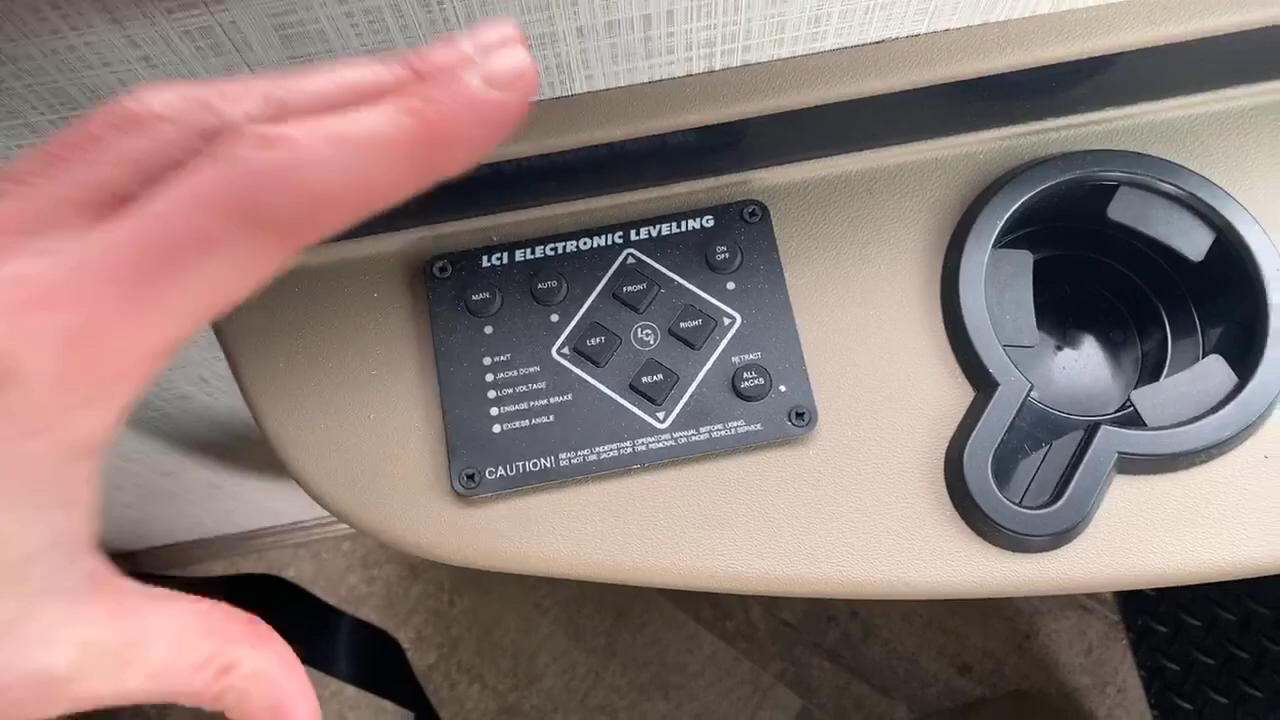 LCI ELECTRONIC LEVELING
MAN.
AUTO
ON
OFF
FRONT
LEFT
RIGHT
REAR
LCI
WAIT
JACKS DOWN
LOW VOLTAGE
ENGAGE PARK BRAKE
EXCESS ANGLE
RETRACT
ALL
JACKS
CAUTION!
READ AND UNDERSTAND OPERATORS MANUAL BEFORE USING.
DO NOT USE JACKS FOR TIRE REMOVAL OR UNDER VEHICLE SERVICE.